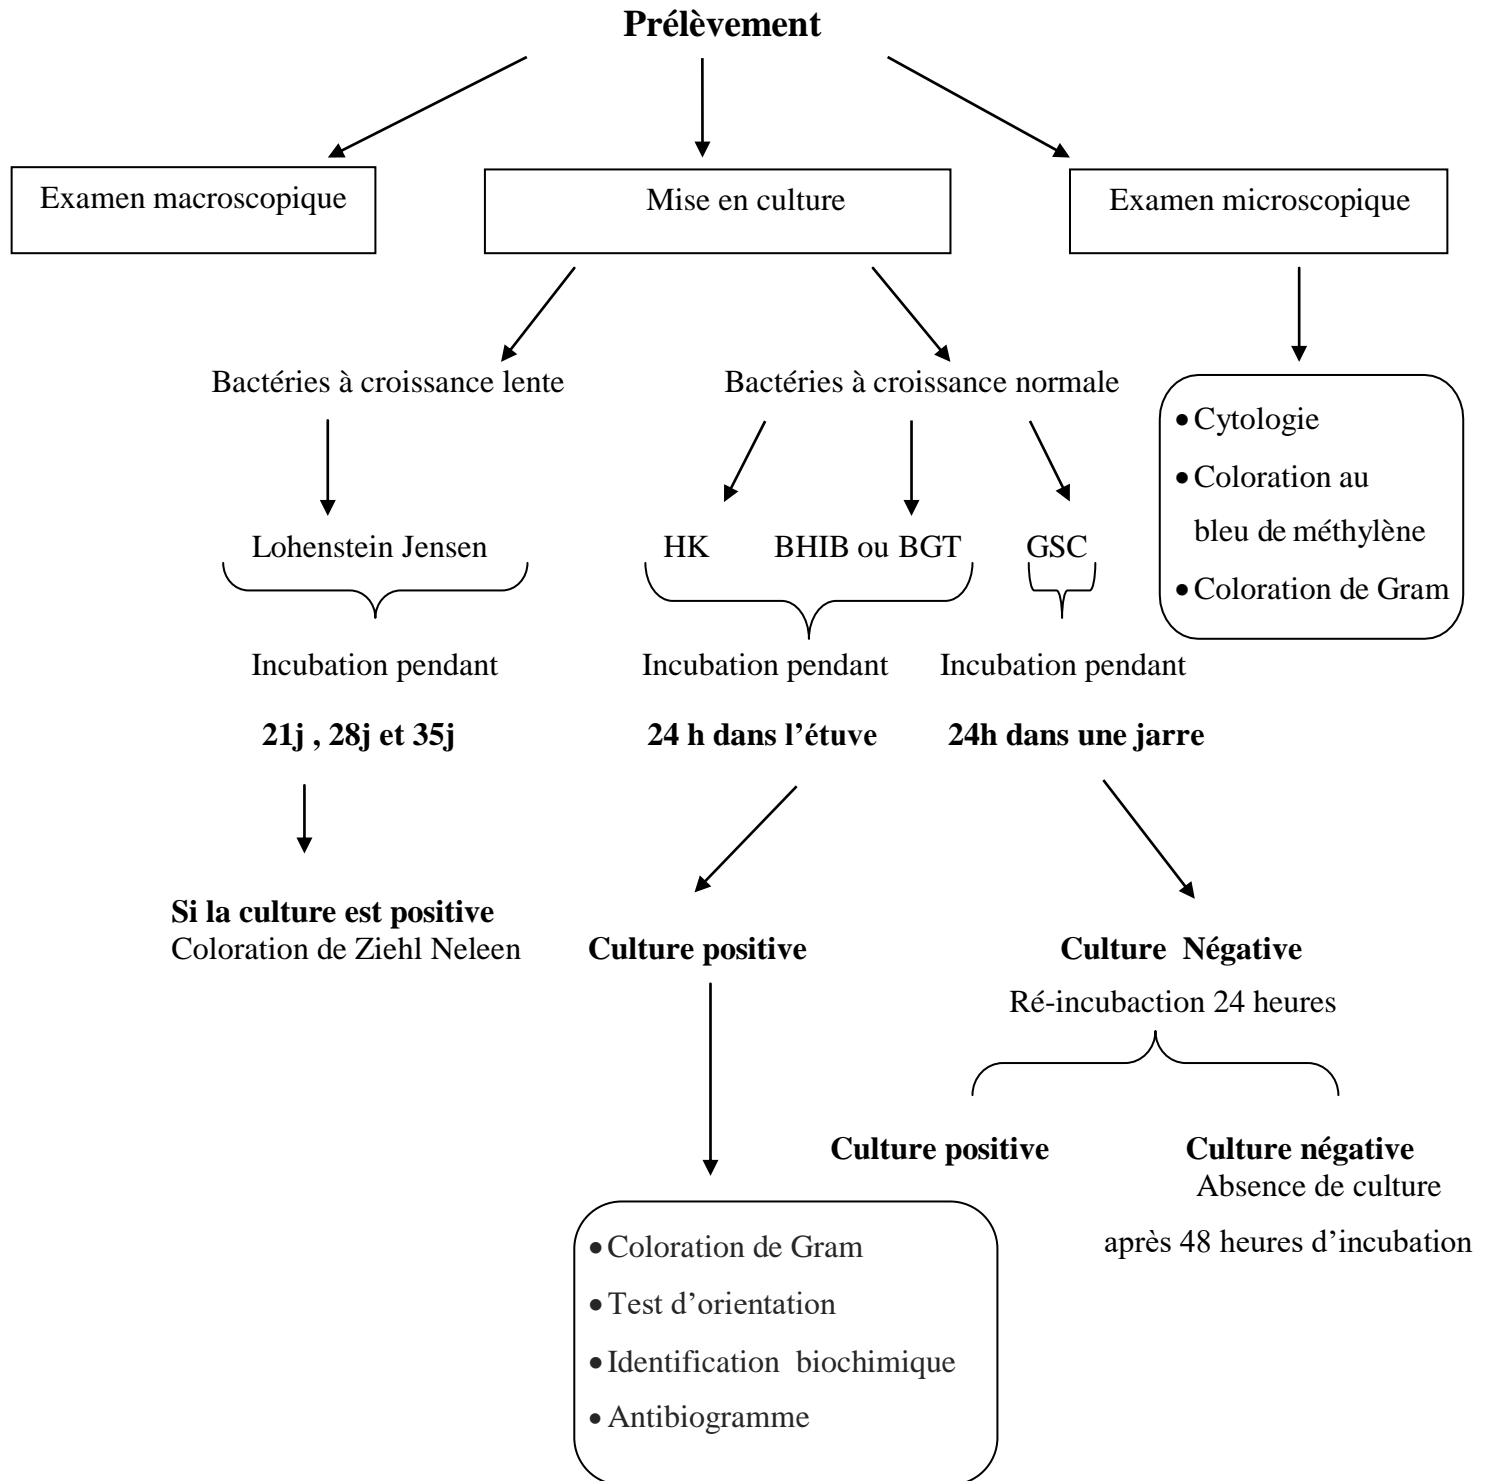 Prélèvement
Examen macroscopique
Mise en culture
Examen microscopique
Bactéries à croissance lente
Bactéries à croissance normale
• Cytologie
• Coloration au
bleu de méthylène
• Coloration de Gram
Lohenstein Jensen
HK
BHIB ou BGT
GSC
Incubation pendant
21j , 28j et 35j
Incubation pendant
24 h dans l’étuve
Incubation pendant
24h dans une jarre
Si la culture est positive
Coloration de Ziehl Neleen
Culture positive
Culture Négative
Ré-incubaction 24 heures
Culture positive
Culture négative
Absence de culture
après 48 heures d’incubation
• Coloration de Gram
• Test d’orientation
• Identification biochimique
• Antibiogramme